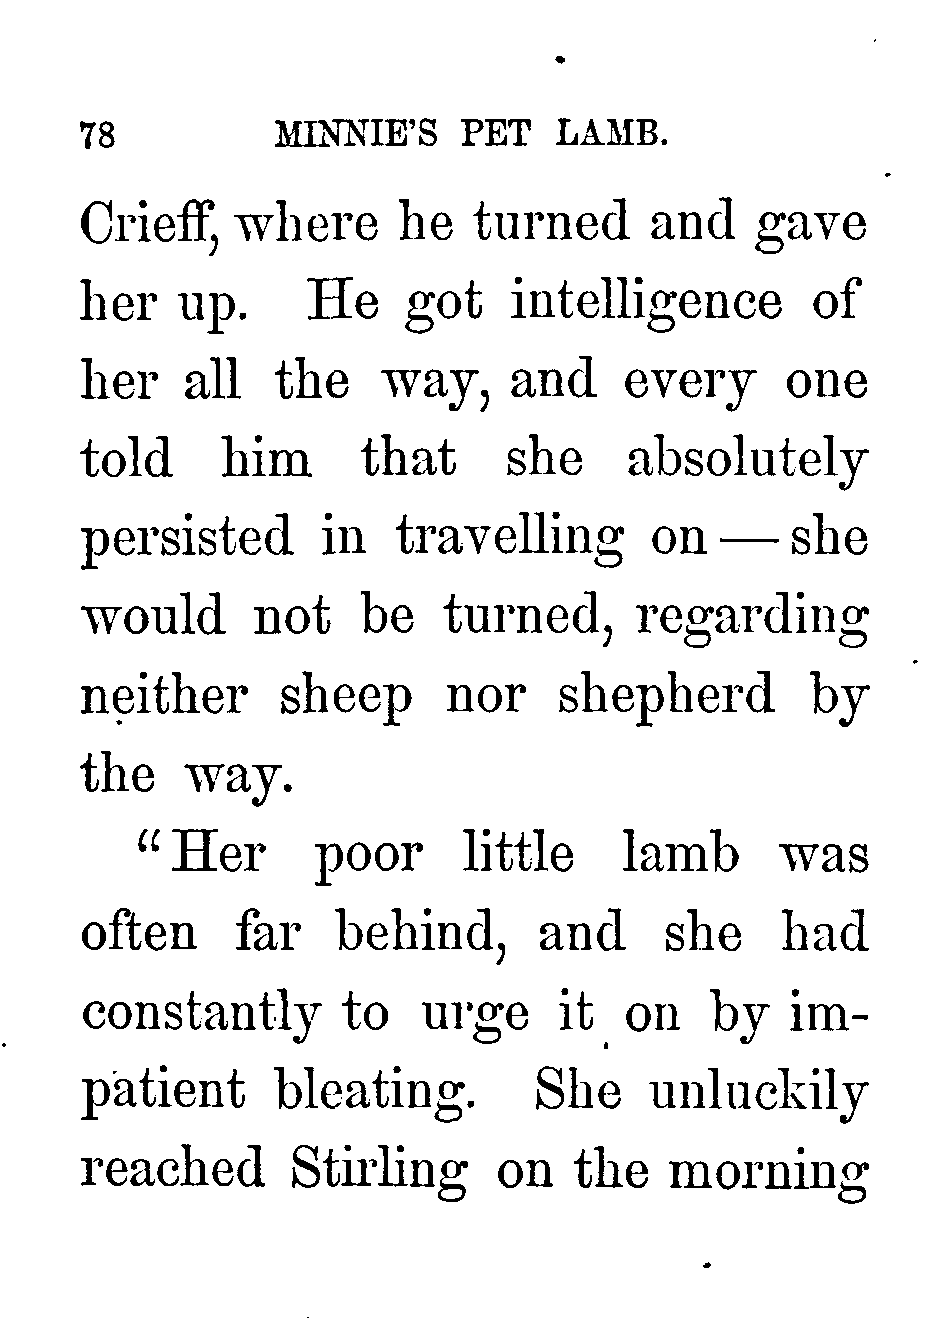 78 MINNIE'S PET LAMB.
Crieff, where he turned and gave
her up. He got intelligence of
her all the way, and every one
told him that she absolutely
persisted in travelling on — she
would not be turned, regarding
neither sheep nor shepherd by
the way.
"Her poor little lamb was
often far behind, and she had
constantly to urge it on by im-
patient bleating. She unluckily
reached Stirling on the morning